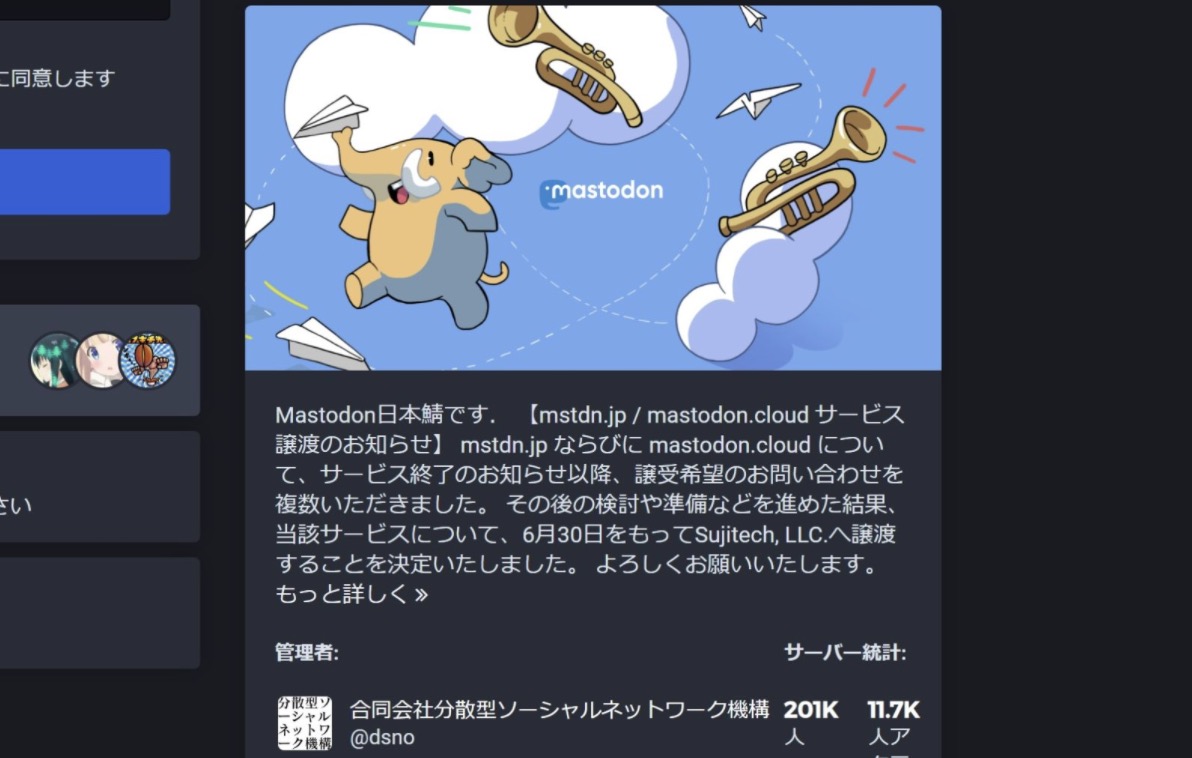 に同意します
さい
mastodon
Mastodon日本鯖です． 【mstdn.jp / mastodon.cloud サービス
譲渡のお知らせ】 mstdn.jp ならびに mastodon.cloud につい
て、サービス終了のお知らせ以降、譲受希望のお問い合わせを
複数いただきました。 その後の検討や準備などを進めた結果、
当該サービスについて、6月30日をもってSujitech, LLC.へ譲渡
することを決定いたしました。 よろしくお願いいたします。
もっと詳しく »
管理者:
サーバー統計:
分散型ソ
ーシャル
ネットワ
ーク機構
合同会社分散型ソーシャルネットワーク機構
@dsno
201K
人
11.7K
人ア